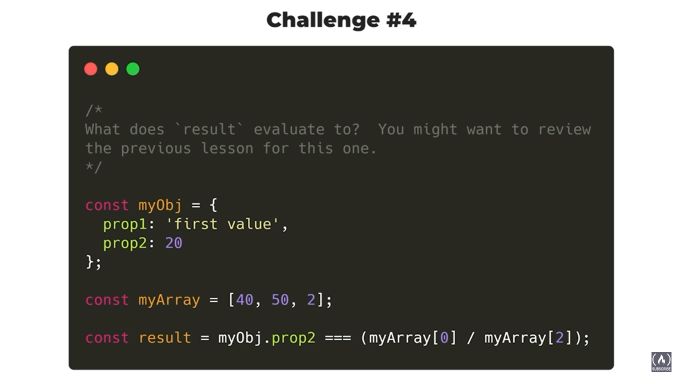 Challenge #4
/*
What does `result` evaluate to?  You might want to review
the previous lesson for this one.
*/
const myObj = {
  prop1: 'first value',
  prop2: 20
};
const myArray = [40, 50, 2];
const result = myObj.prop2 === (myArray[0] / myArray[2]);
SUBSCRIBE